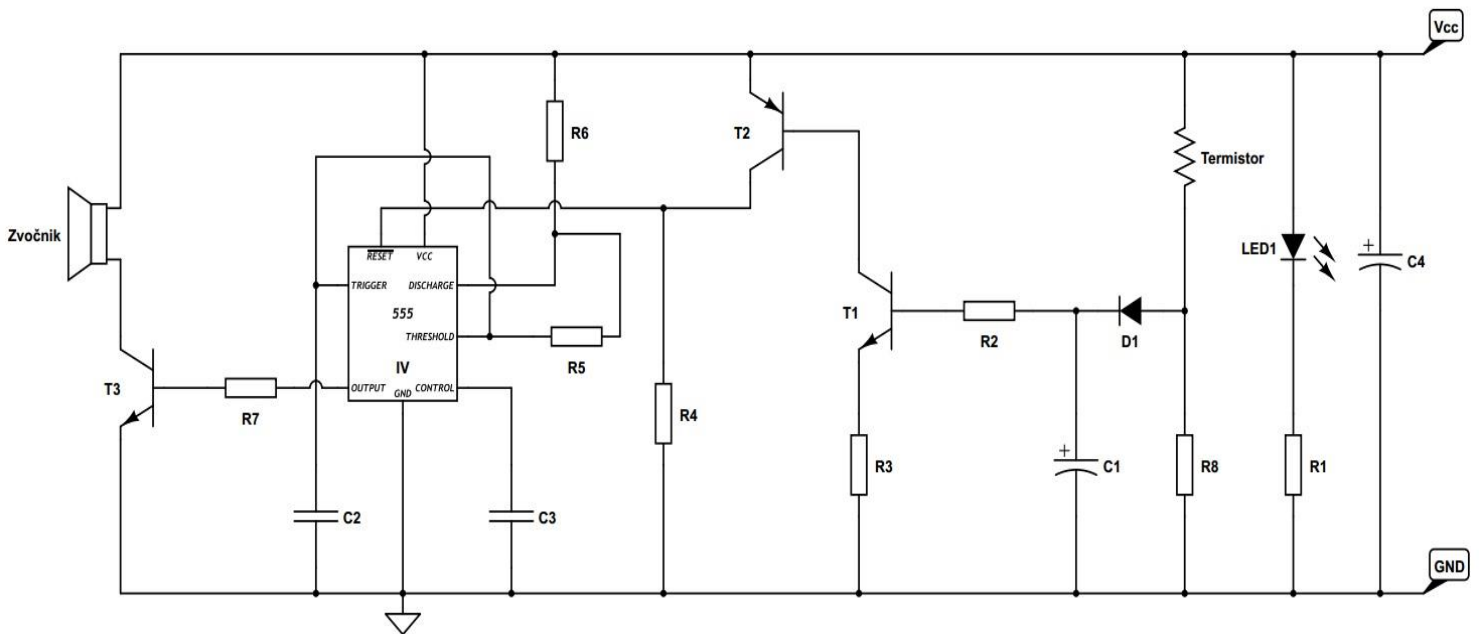 Vcc
R6
T2
Termistor
Zvočnik
LED1
C4
RESET
VCC
TRIGGER
DISCHARGE
555
T1
R2
D1
THRESHOLD
R5
IV
T3
OUTPUT
GND
CONTROL
R7
R4
R3
C1
R8
R1
C2
C3
GND